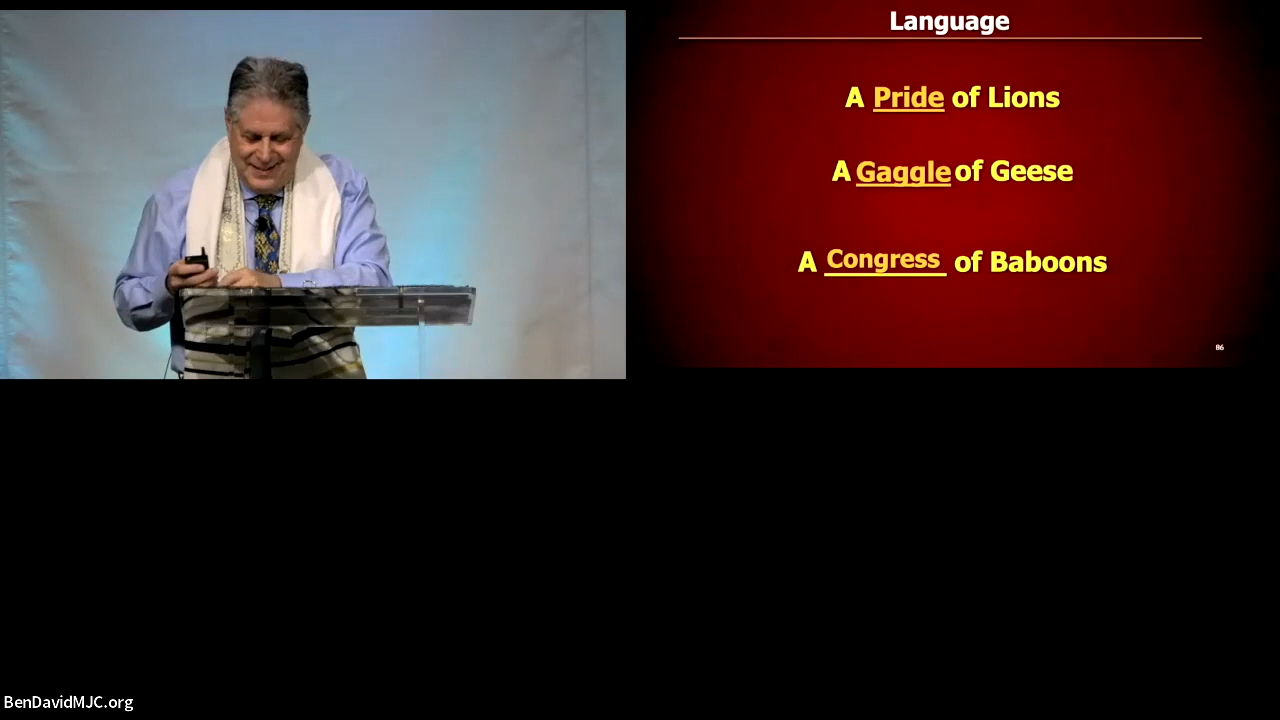 Language
A Pride of Lions
A Gaggle of Geese
A Congress of Baboons
86
BenDavidMJC.org